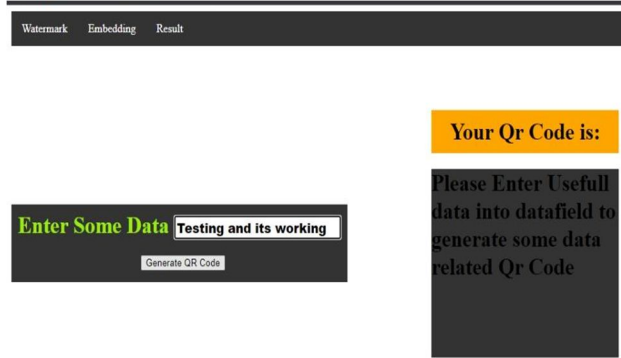 Watermark Embedding Result
Your Qr Code is:
Please Enter Usefull
data into datafield to
generate some data
related Qr Code
Enter Some Data Testing and its working
Generate QR Code